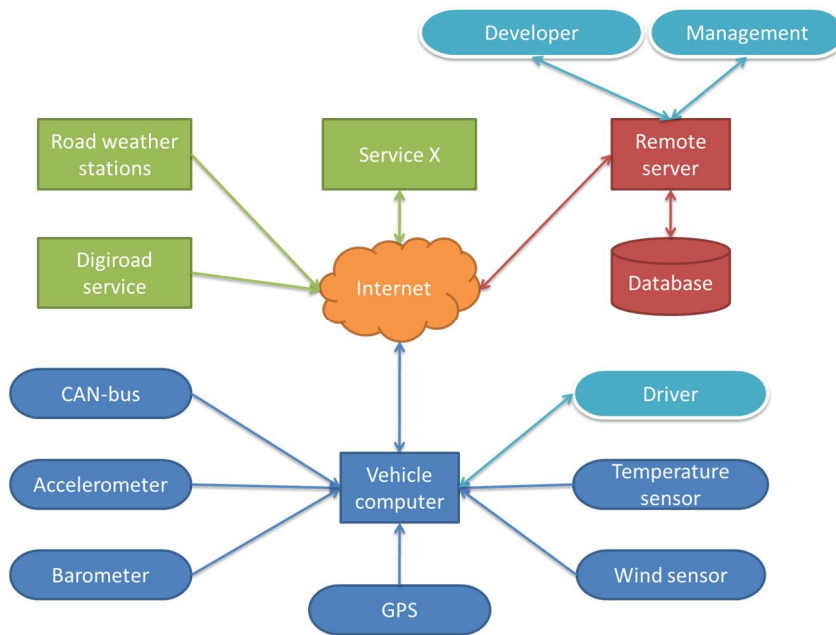 Developer
Management
Road weather
stations
Service X
Remote
server
Digiroad
service
Internet
Database
CAN-bus
Driver
Accelerometer
Vehicle
computer
Temperature
sensor
Barometer
GPS
Wind sensor